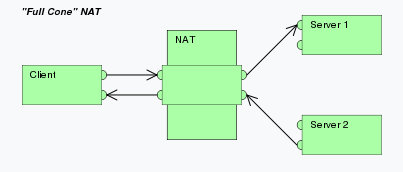 "Full Cone" NAT
NAT
Server 1
Client
Server 2